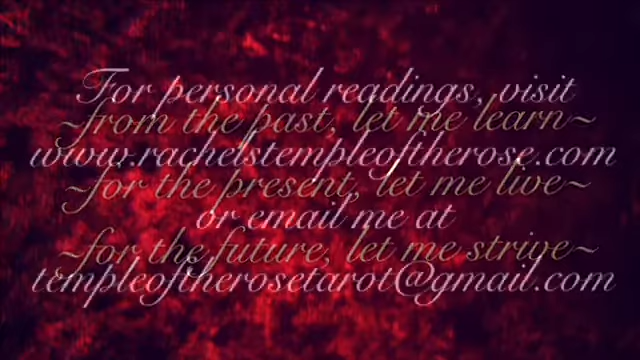 For personal readings, visit
~from the past, let me learn~
www.rachelstempleoftherose.com
~for the present, let me live~
or email me at
~for the future, let me strive~
templeoftherosetarot@gmail.com